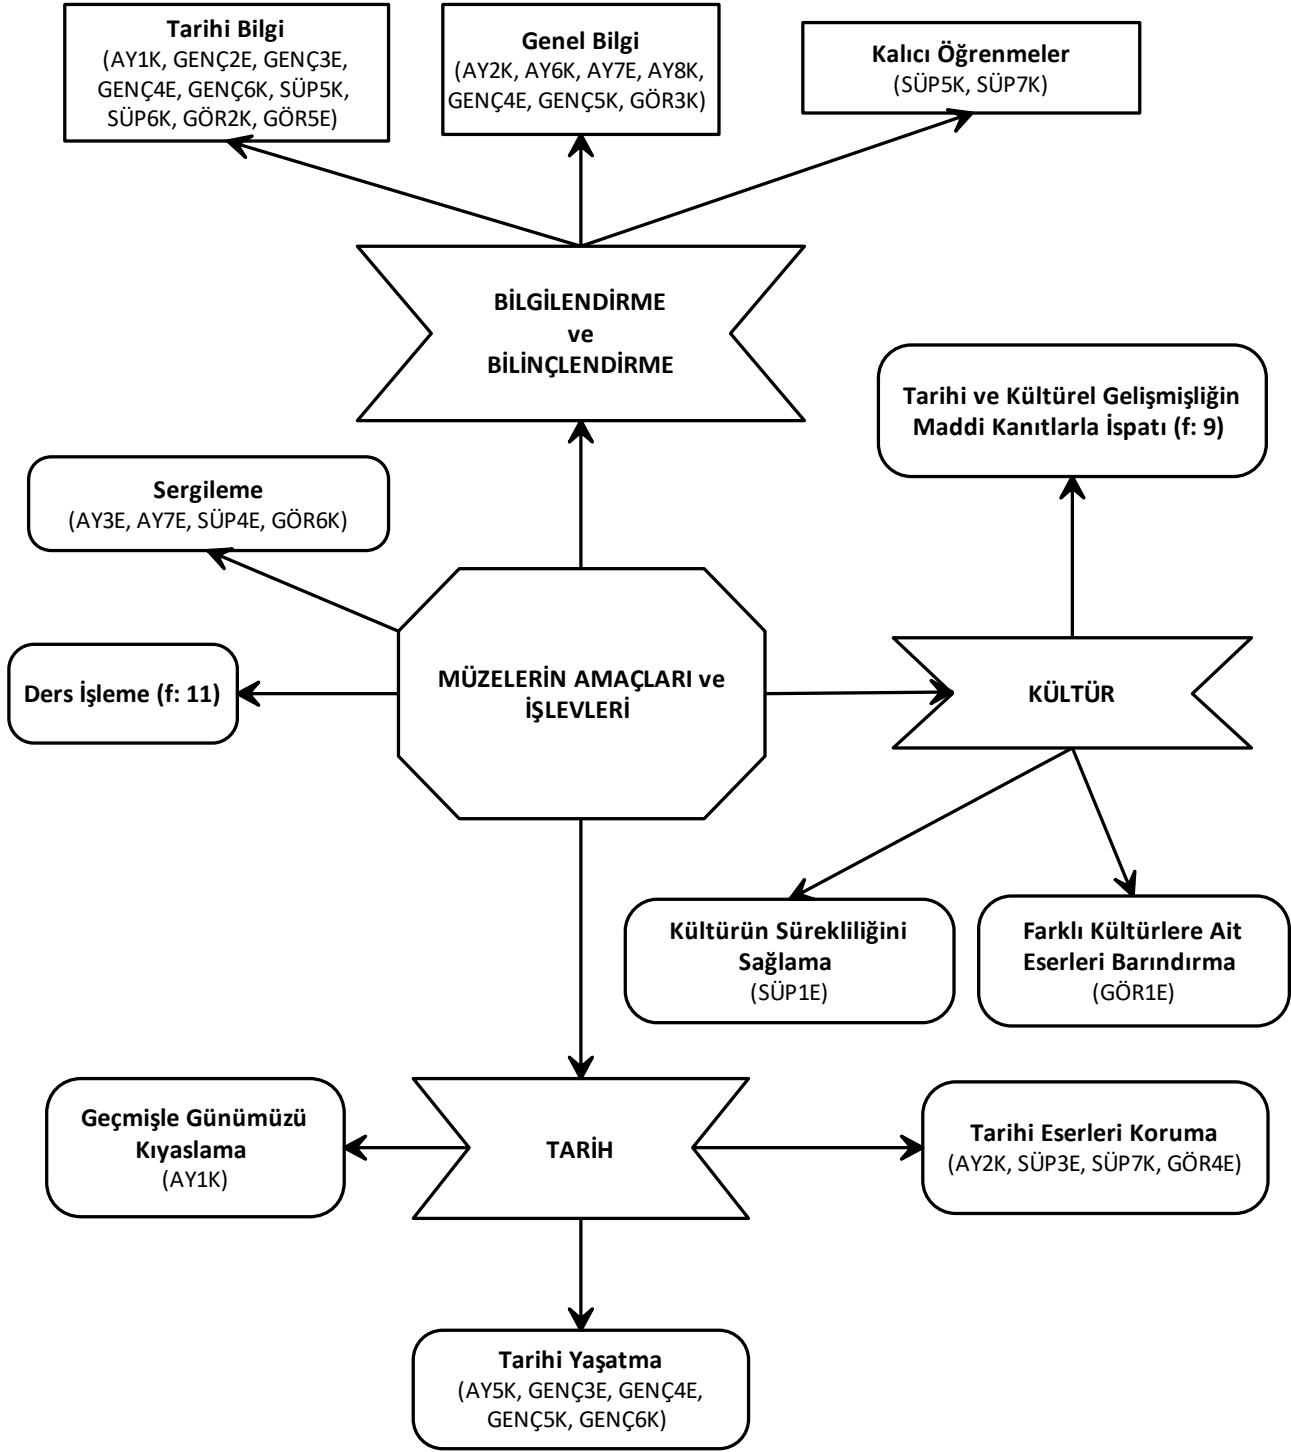 Tarihi Bilgi
(AY1K, GENÇ2E, GENÇ3E,
GENÇ4E, GENÇ6K, SÜP5K,
SÜP6K, GÖR2K, GÖR5E)
Genel Bilgi
(AY2K, AY6K, AY7E, AY8K,
GENÇ4E, GENÇ5K, GÖR3K)
Kalıcı Öğrenmeler
(SÜP5K, SÜP7K)
BİLGİLENDİRME
ve
BİLİNÇLENDİRME
Tarihi ve Kültürel Gelişmişliğin
Maddi Kanıtlarla İspatı (f: 9)
Sergileme
(AY3E, AY7E, SÜP4E, GÖR6K)
Ders İşleme (f: 11)
MÜZELERİN AMAÇLARI ve
İŞLEVLERİ
KÜLTÜR
Kültürün Sürekliliğini
Sağlama
(SÜP1E)
Farklı Kültürlere Ait
Eserleri Barındırma
(GÖR1E)
Geçmişle Günümüzü
Kıyaslama
(AY1K)
TARİH
Tarihi Eserleri Koruma
(AY2K, SÜP3E, SÜP7K, GÖR4E)
Tarihi Yaşatma
(AY5K, GENÇ3E, GENÇ4E,
GENÇ5K, GENÇ6K)